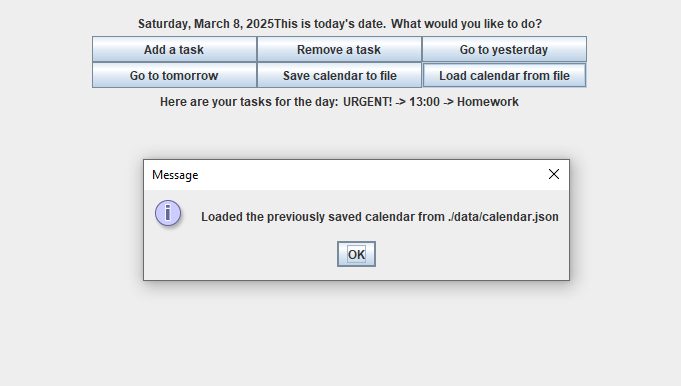 Saturday, March 8, 2025This is today's date. What would you like to do?
Add a task Remove a task Go to yesterday
Go to tomorrow Save calendar to file Load calendar from file
Here are your tasks for the day: URGENT! -> 13:00 -> Homework
Message
Loaded the previously saved calendar from ./data/calendar.json
OK